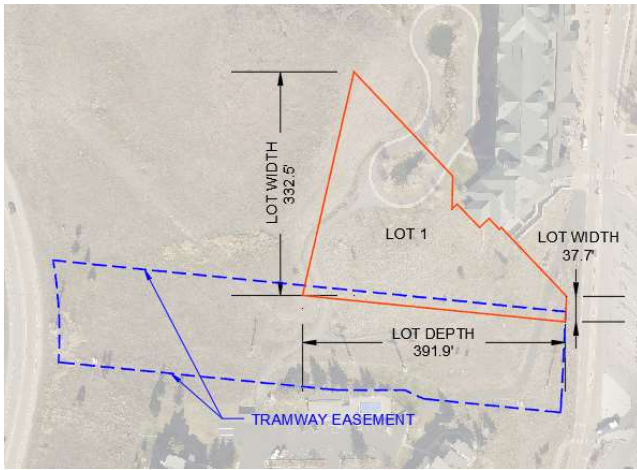 LOT WIDTH
332.5'
LOT 1
LOT WIDTH
37.7'
LOT DEPTH
391.9'
TRAMWAY EASEMENT